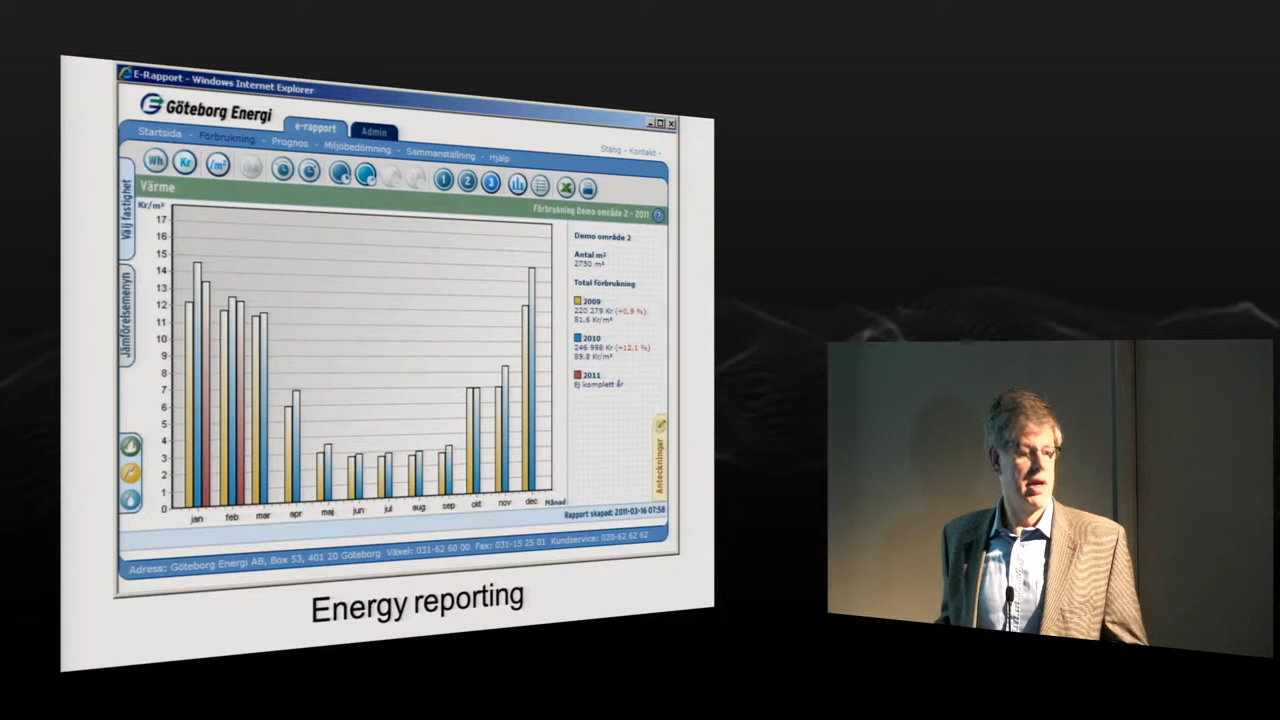 E-Rapport - Windows Internet Explorer
Göteborg Energi
e-rapport
Admin
Startsida - Förbrukning - Prognos - Miljöbedömning - Sammanställning - Hjälp
Stäng - Kontakt -
Wh
Kr
/m²
1
2
3
Välj fastighet
Jämförelsemenyn
Värme
Förbrukning Demo område 2 - 2011
?
Kr/m²
17
16
15
14
13
12
11
10
9
8
7
6
5
4
3
2
1
0
jan
feb
mar
apr
maj
jun
jul
aug
sep
okt
nov
dec
Månad
Demo område 2
Antal m²
2750 m²
Total förbrukning
2009
220 279 Kr (+0,9 %)
81.6 Kr/m²
2010
246 998 Kr (+12,1 %)
89.8 Kr/m²
2011
Ej komplett år
Anteckningar
Rapport skapad: 2011-03-16 07:58
Adress: Göteborg Energi AB, Box 53, 401 20 Göteborg Växel: 031-62 60 00 Fax: 031-15 25 01 Kundservice: 020-62 62 62
Energy reporting